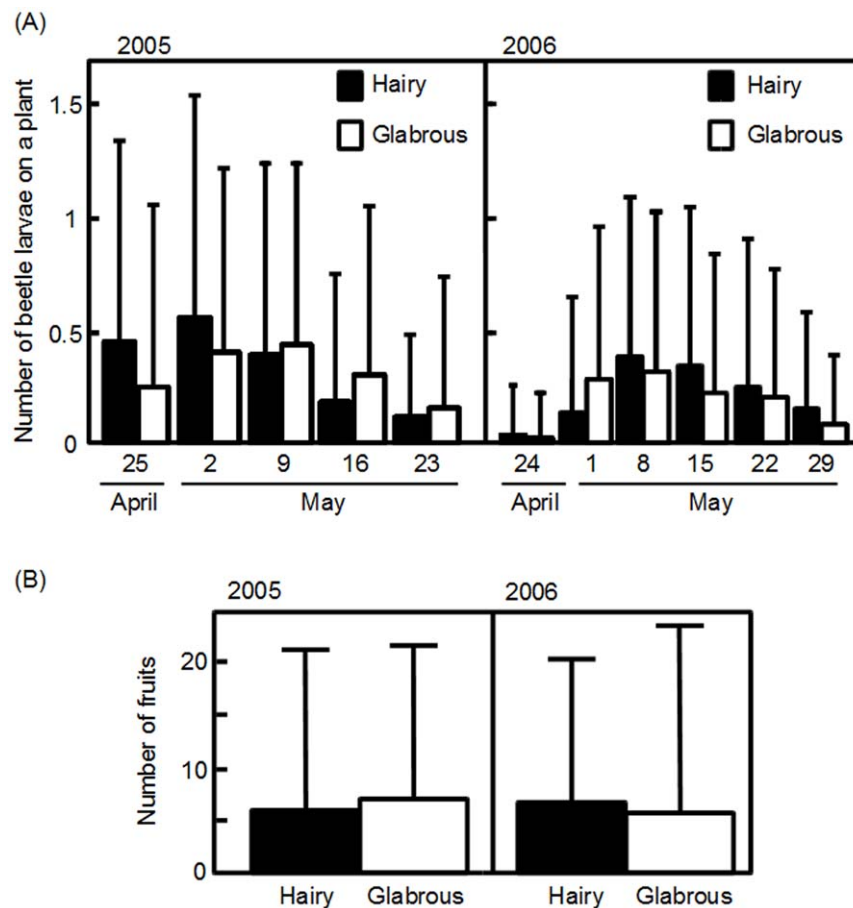 (A)
2005
2006
Hairy
Glabrous
Hairy
Glabrous
Number of beetle larvae on a plant
1.5
1
0.5
0
25 2 9 16 23 24 1 8 15 22 29
April May April May
(B)
2005
2006
Number of fruits
20
10
0
Hairy Glabrous Hairy Glabrous